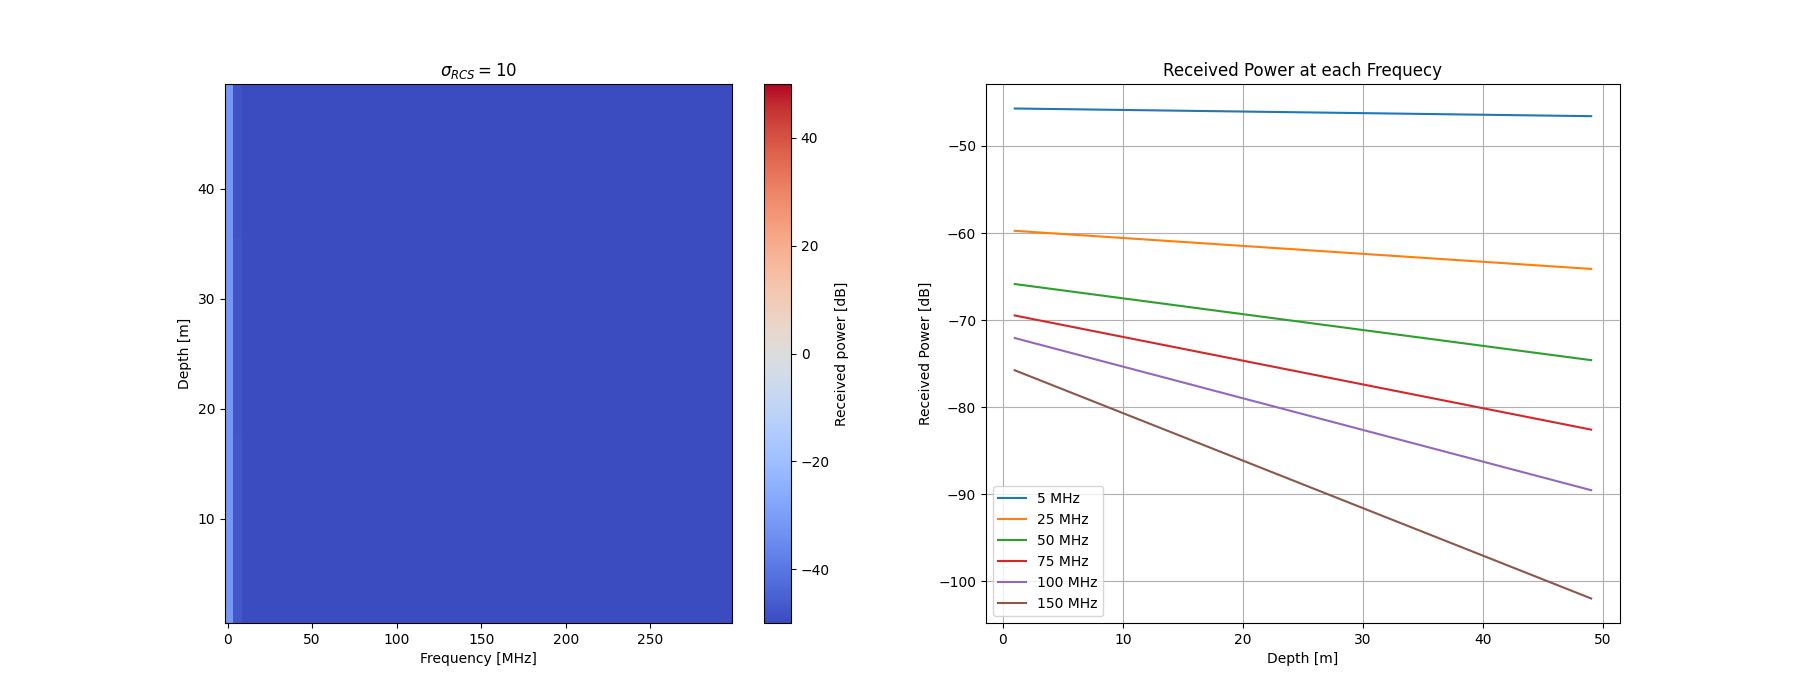 σ_RCS = 10
Depth [m]
40
30
20
10
0
50
100
150
200
250
Frequency [MHz]
40
20
0
−20
−40
Received power [dB]
Received Power at each Frequecy
Received Power [dB]
−50
−60
−70
−80
−90
−100
5 MHz
25 MHz
50 MHz
75 MHz
100 MHz
150 MHz
0
10
20
30
40
50
Depth [m]